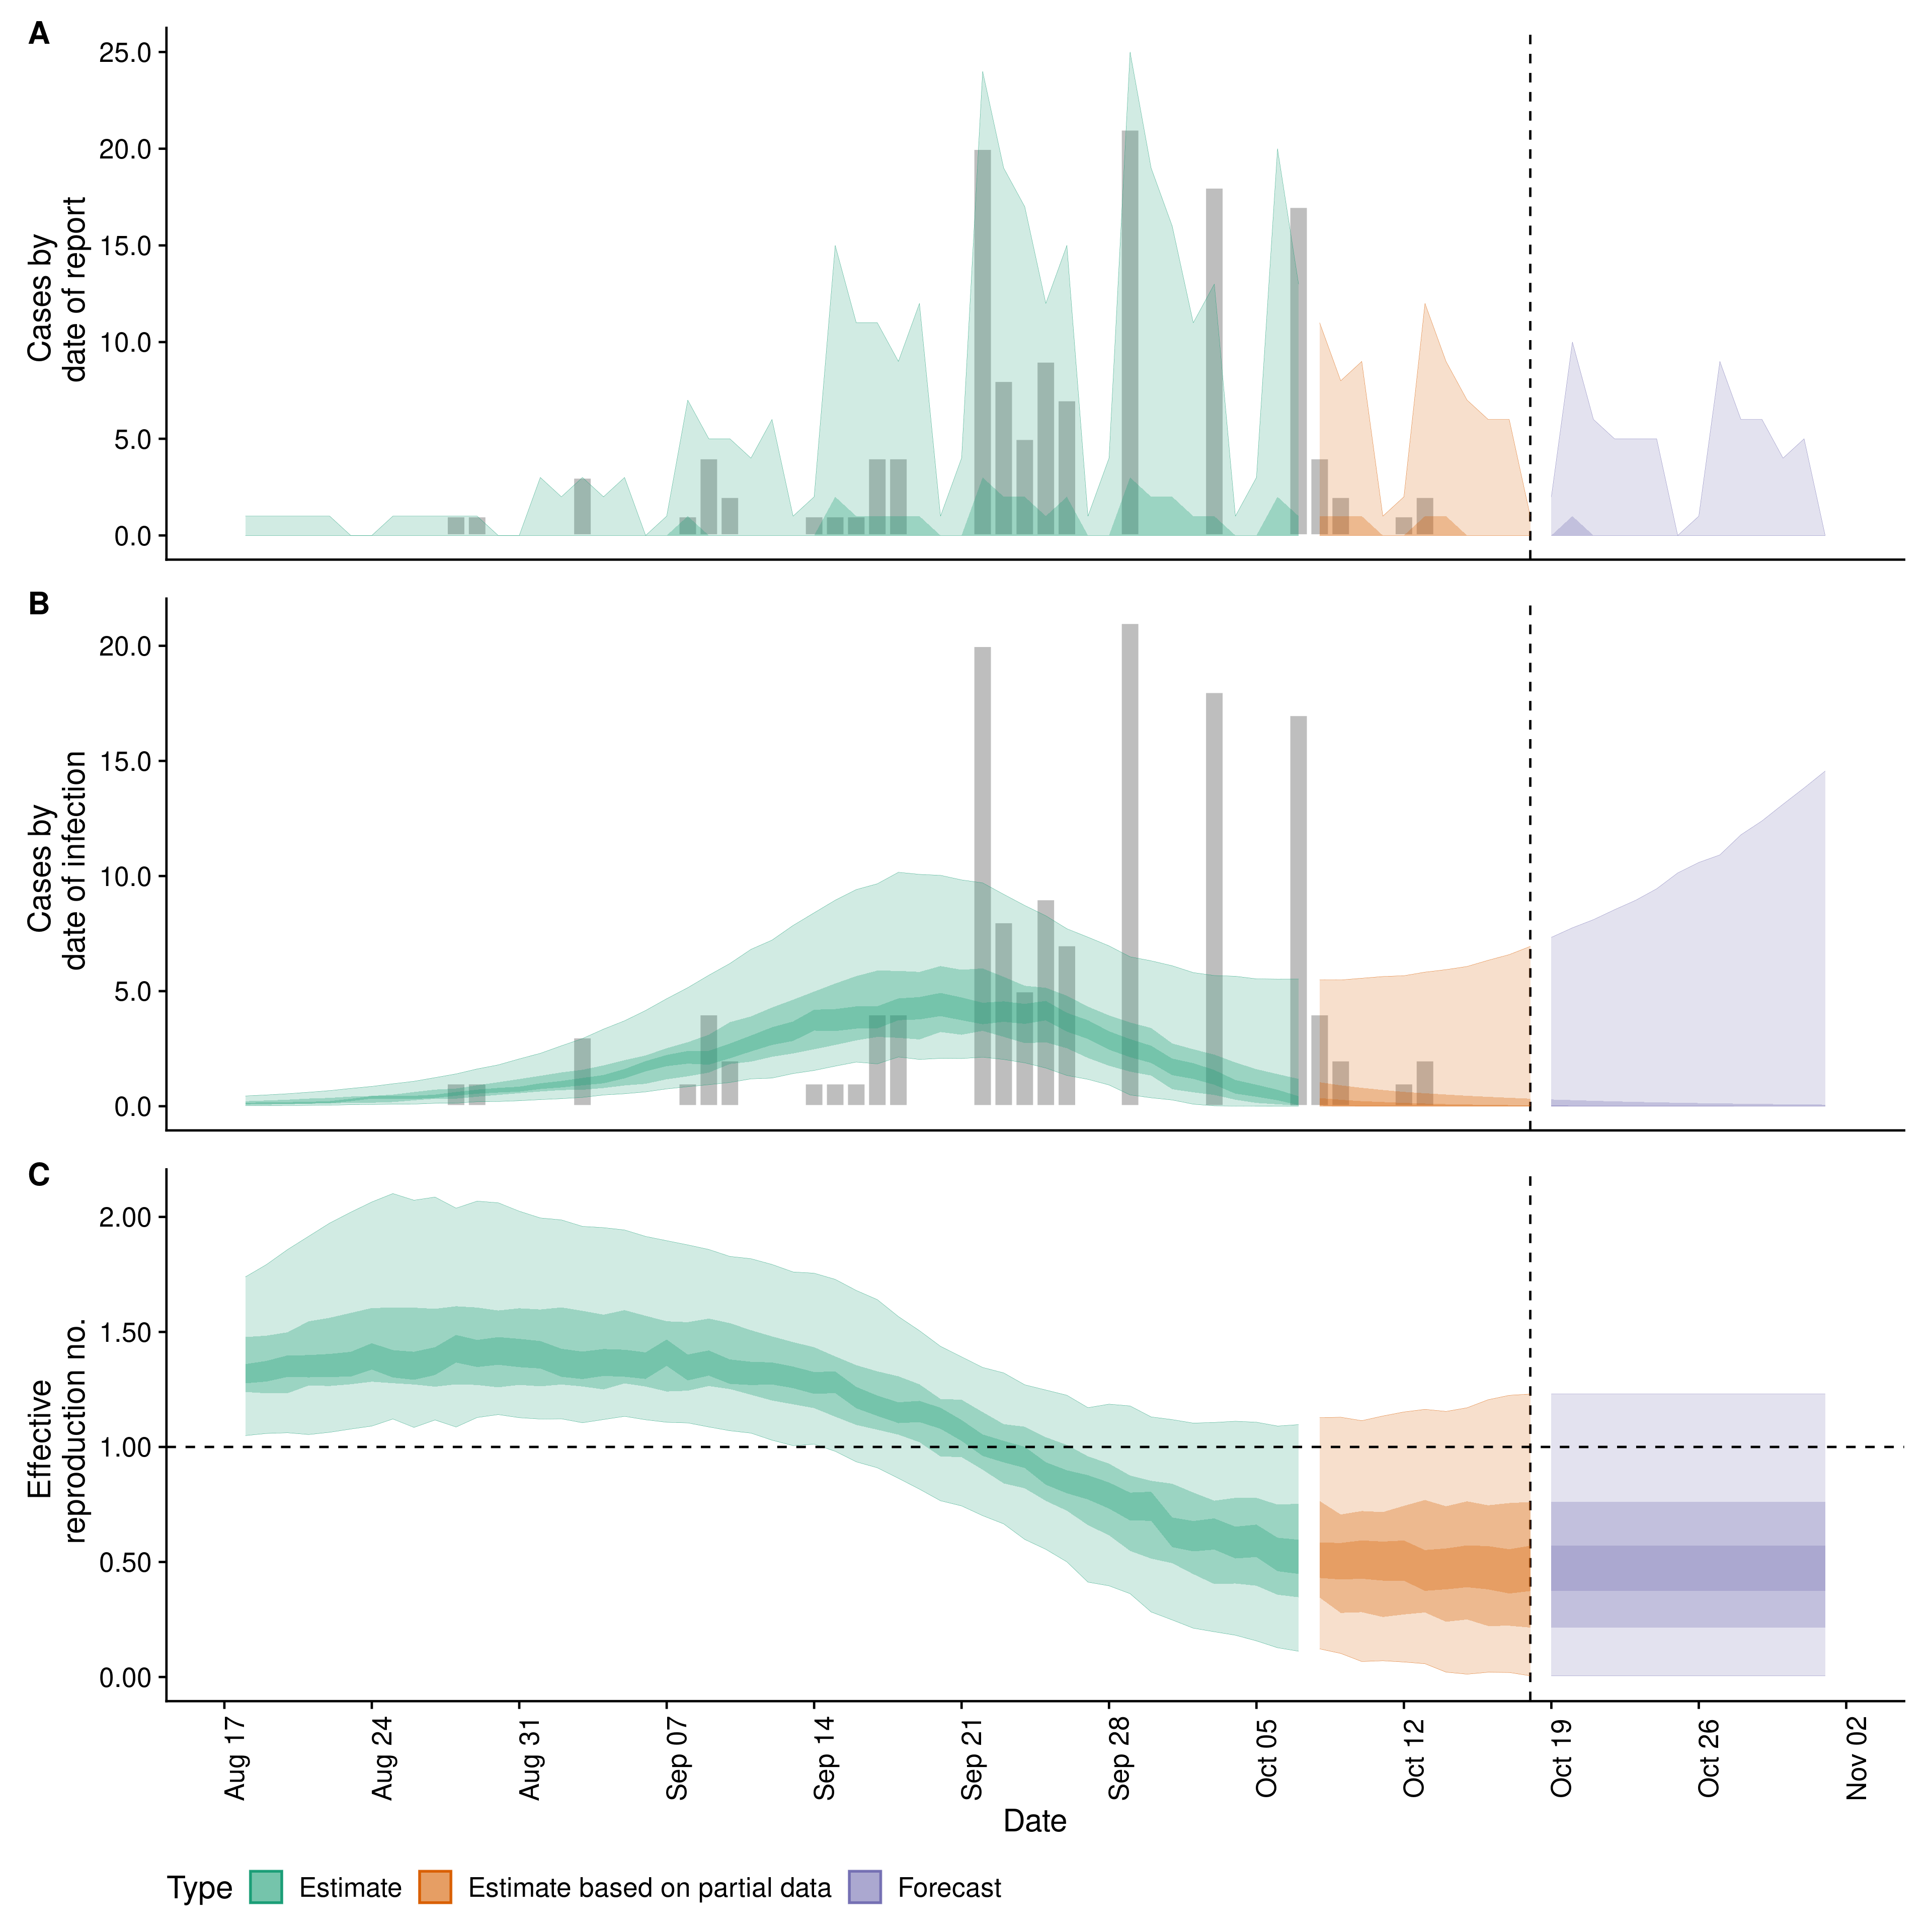 A
25.0
20.0
15.0
10.0
5.0
0.0
Cases by
date of report
B
20.0
15.0
10.0
5.0
0.0
Cases by
date of infection
C
2.00
1.50
1.00
0.50
0.00
Effective
reproduction no.
Aug 17
Aug 24
Aug 31
Sep 07
Sep 14
Sep 21
Sep 28
Oct 05
Oct 12
Oct 19
Oct 26
Nov 02
Date
Type Estimate Estimate based on partial data Forecast